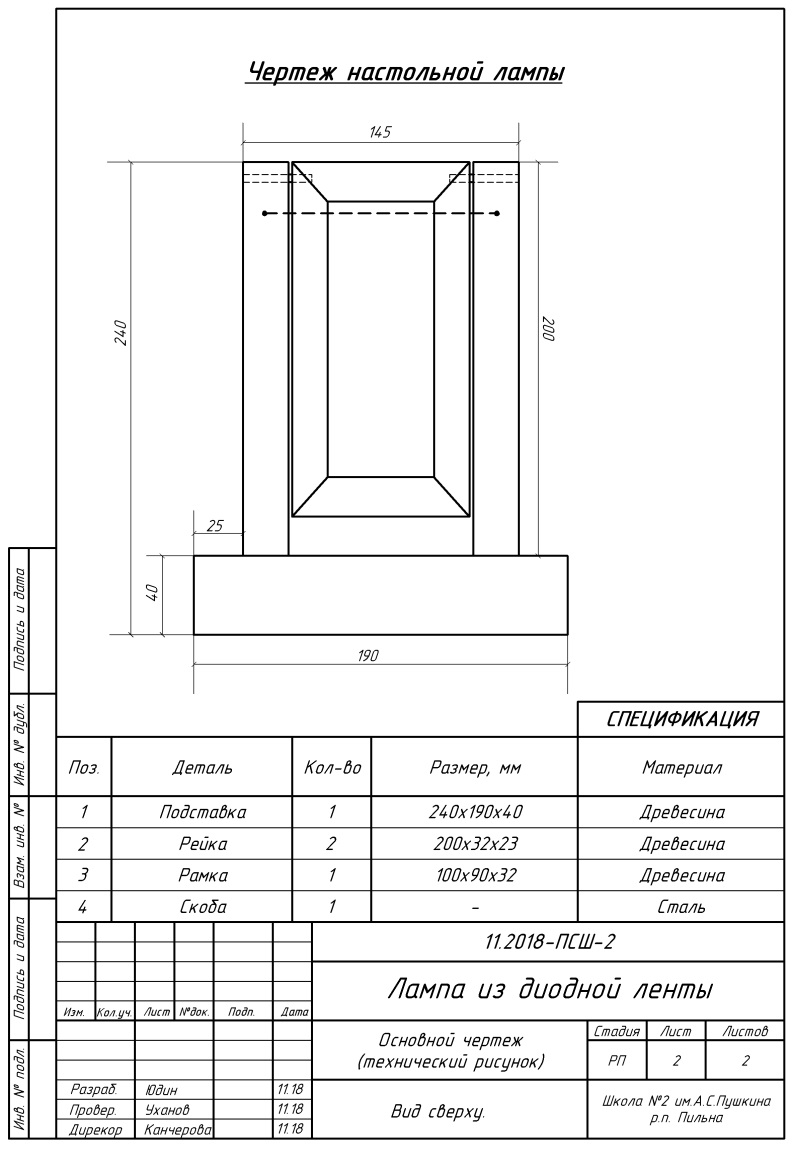 Чертеж настольной лампы
145
240
200
25
40
190
СПЕЦИФИКАЦИЯ
Поз. Деталь Кол-во Размер, мм Материал
1 Подставка 1 240х190х40 Древесина
2 Рейка 2 200х32х23 Древесина
3 Рамка 1 100х90х32 Древесина
4 Скоба 1 - Сталь
11.2018-ПСШ-2
Лампа из диодной ленты
Изм. Кол.уч. Лист №док. Подп. Дата
Основной чертеж
(технический рисунок)
Стадия Лист Листов
РП 2 2
Разраб. Юдин 11.18
Провер. Уханов 11.18
Дирекор Канчерова 11.18
Вид сверху.
Школа №2 им.А.С.Пушкина
р.п. Пильна
Подпись и дата
Инв. № дубл.
Взам. инв. №
Подпись и дата
Инв. № подл.